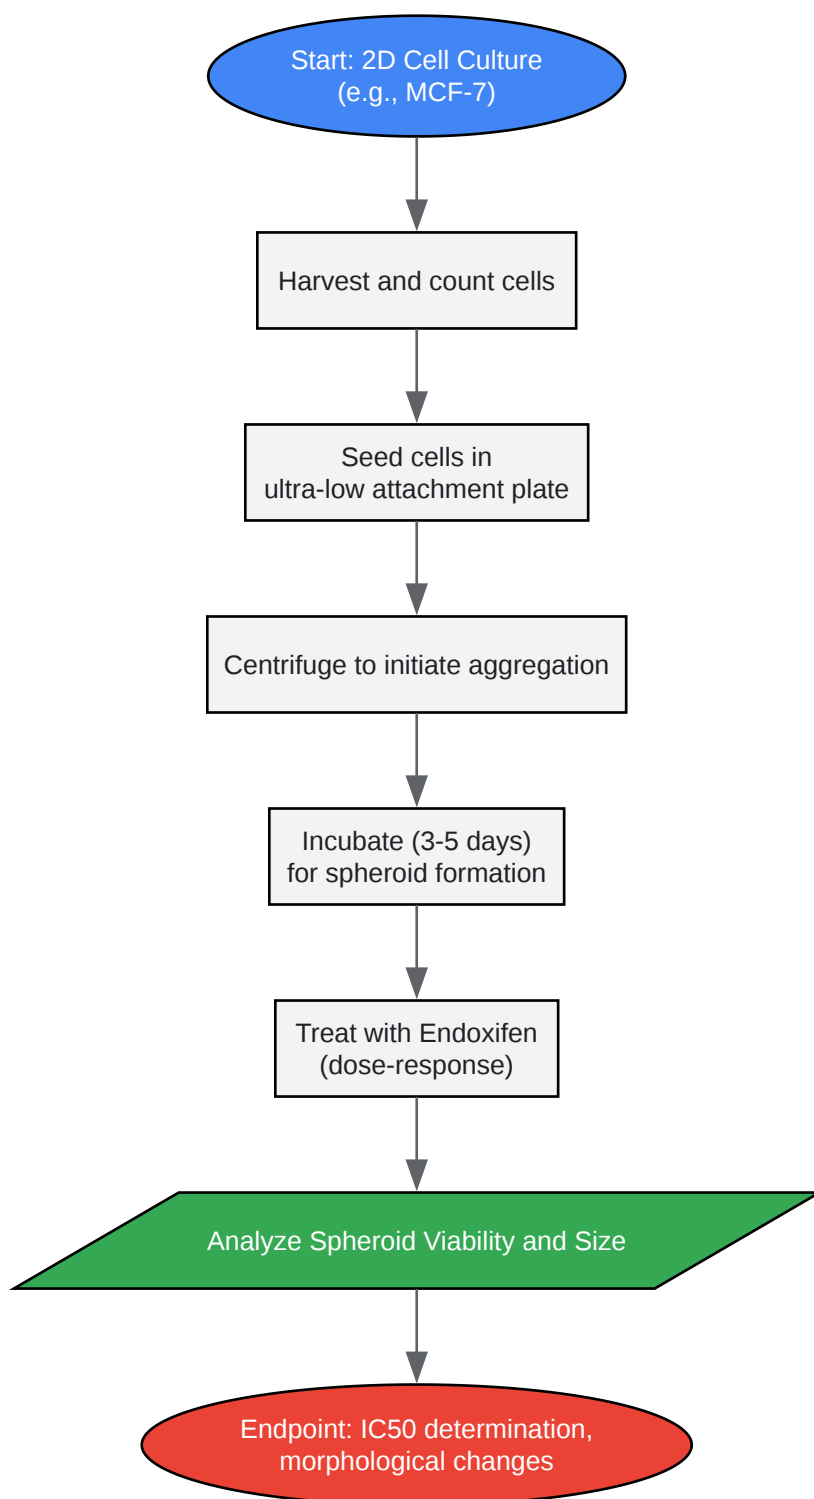 Start: 2D Cell Culture
(e.g., MCF-7)
Harvest and count cells
Seed cells in
ultra-low attachment plate
Centrifuge to initiate aggregation
Incubate (3-5 days)
for spheroid formation
Treat with Endoxifen
(dose-response)
Analyze Spheroid Viability and Size
Endpoint: IC50 determination,
morphological changes